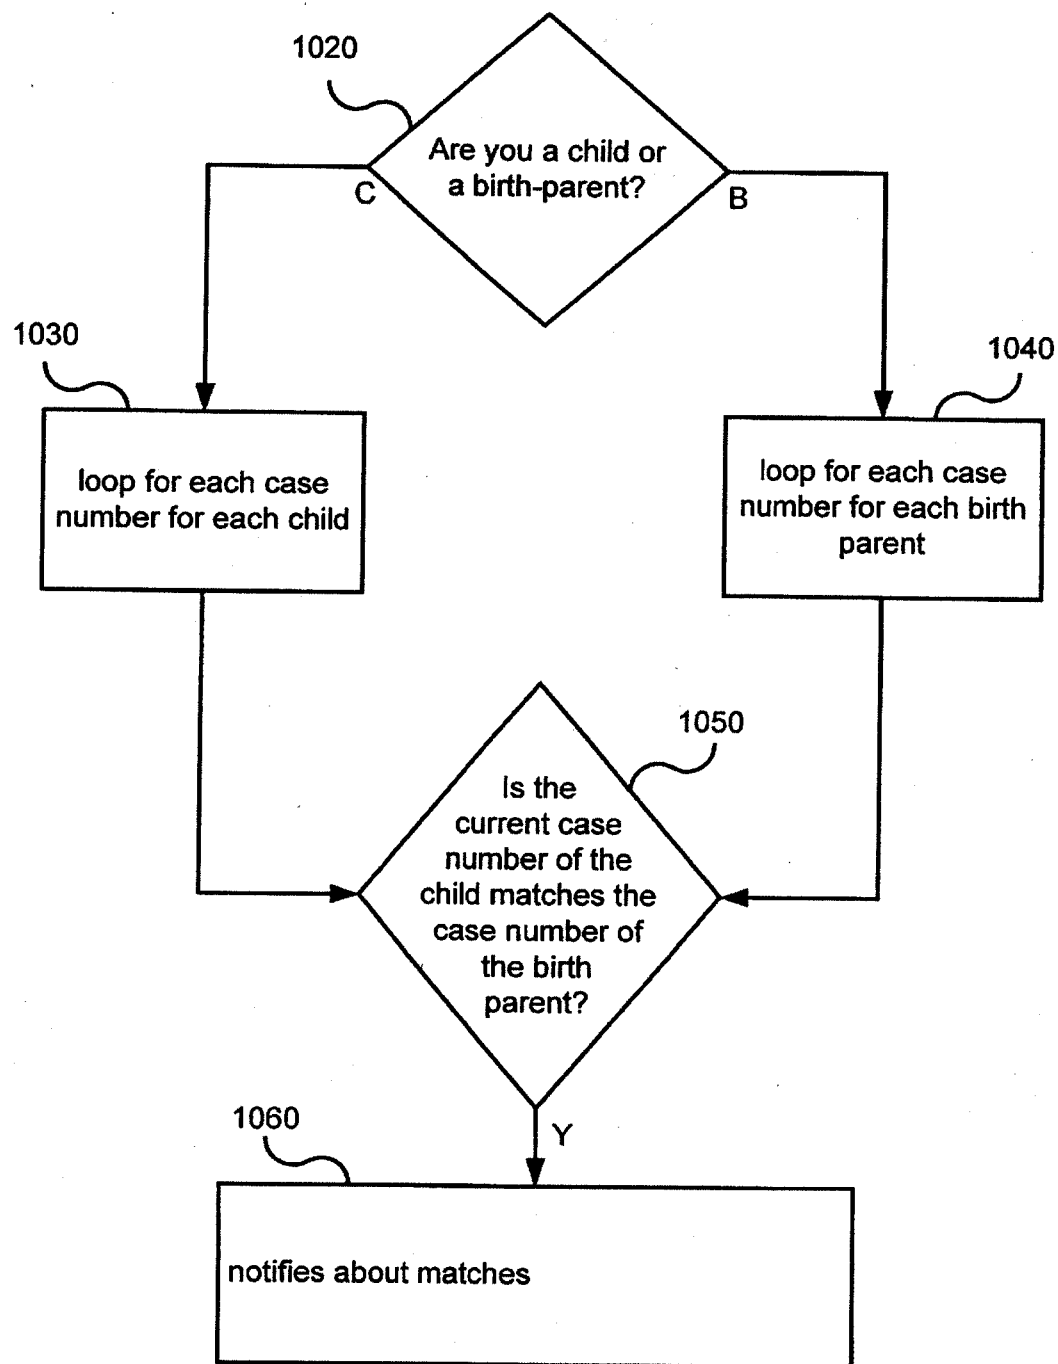 1020
Are you a child or
a birth-parent?
C
B
1030
1040
loop for each case
number for each child
loop for each case
number for each birth
parent
1050
Is the
current case
number of the
child matches the
case number of
the birth
parent?
Y
1060
notifies about matches